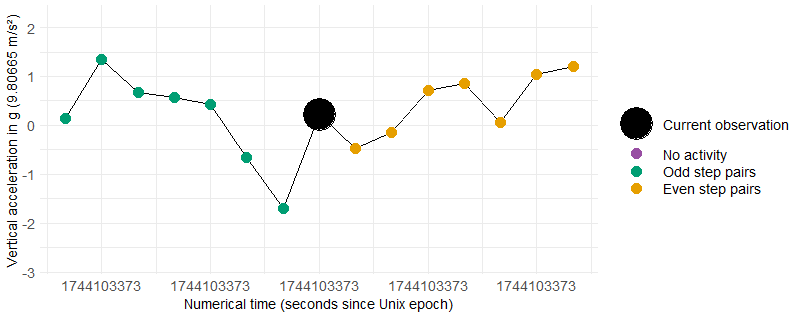 Vertical acceleration in g (9.80665 m/s²)
2
1
0
-1
-2
-3
1744103373 1744103373 1744103373 1744103373 1744103373
Numerical time (seconds since Unix epoch)
Current observation
No activity
Odd step pairs
Even step pairs